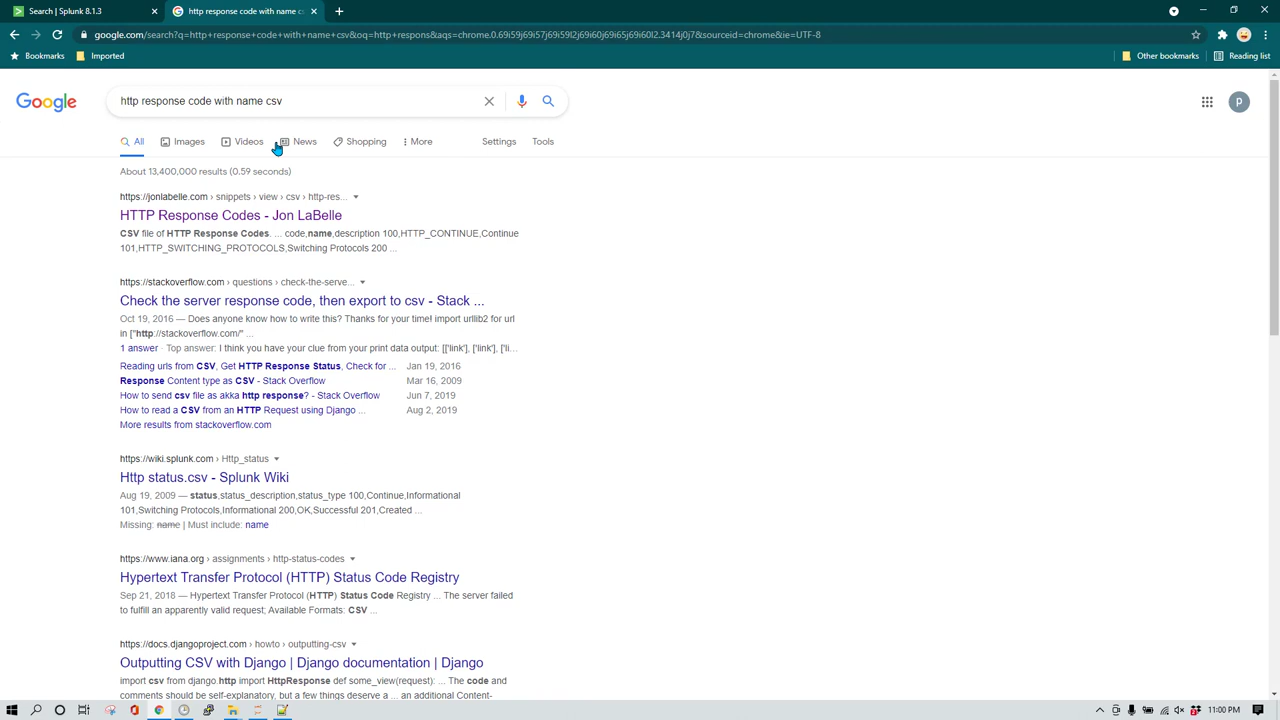 Search | Splunk 8.1.3
http response code with name cs
google.com/search?q=http+response+code+with+name+csv&oq=http+respons&aqs=chrome.0.69i59j69i57j69i59l2j69i60j69i65j69i60l2.3414j0j7&sourceid=chrome&ie=UTF-8
Bookmarks
Imported
Other bookmarks
Reading list
Google
http response code with name csv
p
All
Images
Videos
News
Shopping
More
Settings
Tools
About 13,400,000 results (0.59 seconds)
https://jonlabelle.com › snippets › view › csv › http-res...
HTTP Response Codes - Jon LaBelle
CSV file of HTTP Response Codes. ... code,name,description 100,HTTP_CONTINUE,Continue
101,HTTP_SWITCHING_PROTOCOLS,Switching Protocols 200 ...
https://stackoverflow.com › questions › check-the-serve...
Check the server response code, then export to csv - Stack ...
Oct 19, 2016 — Does anyone know how to write this? Thanks for your time! import urllib2 for url
in ["http://stackoverflow.com/" ...
1 answer · Top answer: I think you have your clue from your print data output: [['link'], ['link'], ['li...
Reading urls from CSV, Get HTTP Response Status, Check for ... Jan 19, 2016
Response Content type as CSV - Stack Overflow Mar 16, 2009
How to send csv file as akka http response? - Stack Overflow Jun 7, 2019
How to read a CSV from an HTTP Request using Django ... Aug 2, 2019
More results from stackoverflow.com
https://wiki.splunk.com › Http_status
Http status.csv - Splunk Wiki
Aug 19, 2009 — status,status_description,status_type 100,Continue,Informational
101,Switching Protocols,Informational 200,OK,Successful 201,Created ...
Missing: name | Must include: name
https://www.iana.org › assignments › http-status-codes
Hypertext Transfer Protocol (HTTP) Status Code Registry
Sep 21, 2018 — Hypertext Transfer Protocol (HTTP) Status Code Registry ... The server failed
to fulfill an apparently valid request; Available Formats: CSV ...
https://docs.djangoproject.com › howto › outputting-csv
Outputting CSV with Django | Django documentation | Django
import csv from django.http import HttpResponse def some_view(request): ... The code and
comments should be self-explanatory, but a few things deserve a ... an additional Content-
11:00 PM